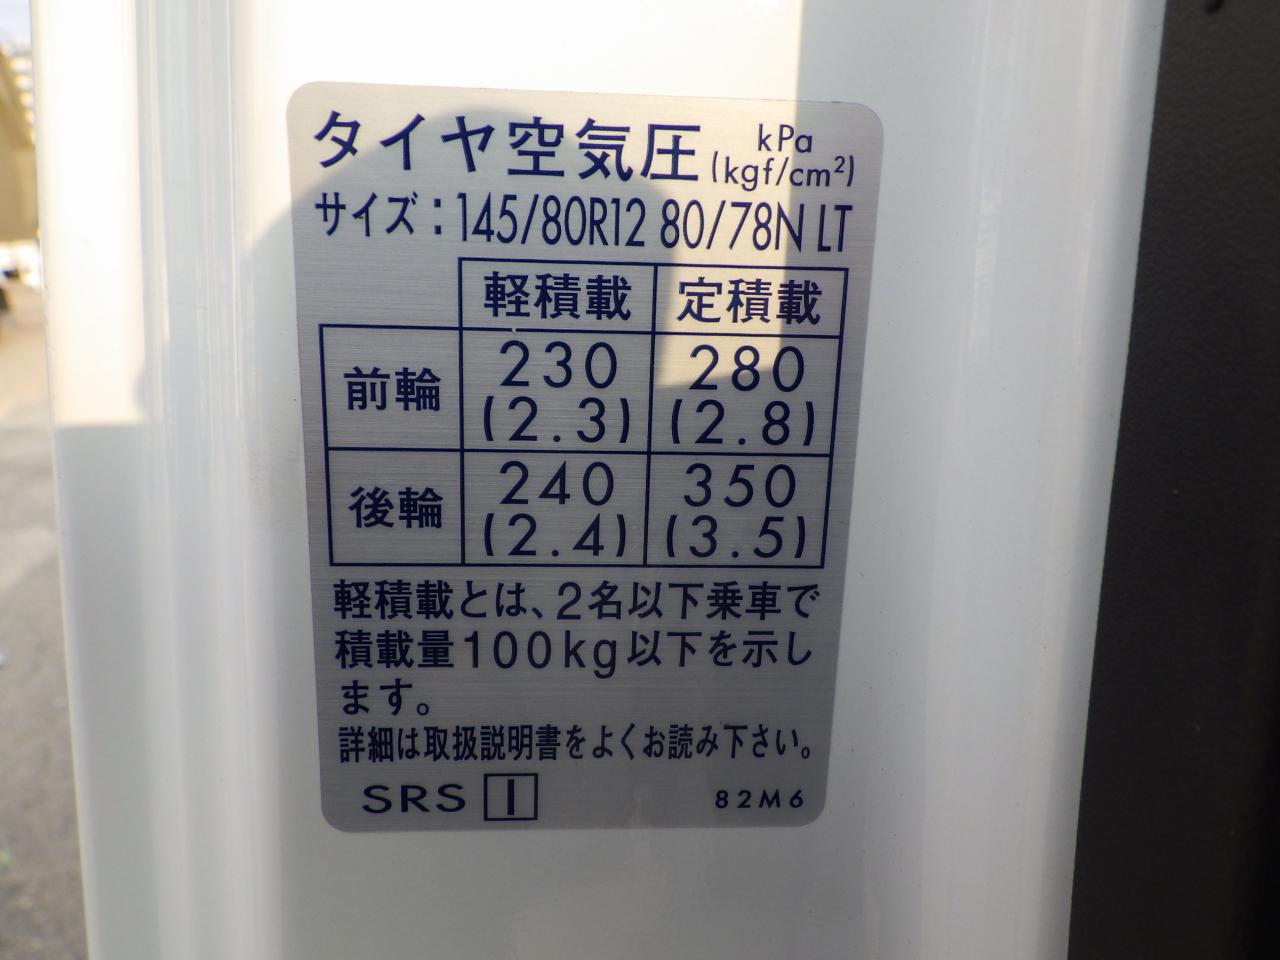 タイヤ空気圧 kPa (kgf/cm²)
サイズ：145/80R12 80/78N LT
軽積載 定積載
前輪 230 (2.3) 280 (2.8)
後輪 240 (2.4) 350 (3.5)
軽積載とは、2名以下乗車で
積載量100kg以下を示し
ます。
詳細は取扱説明書をよくお読み下さい。
SRS I 82M6